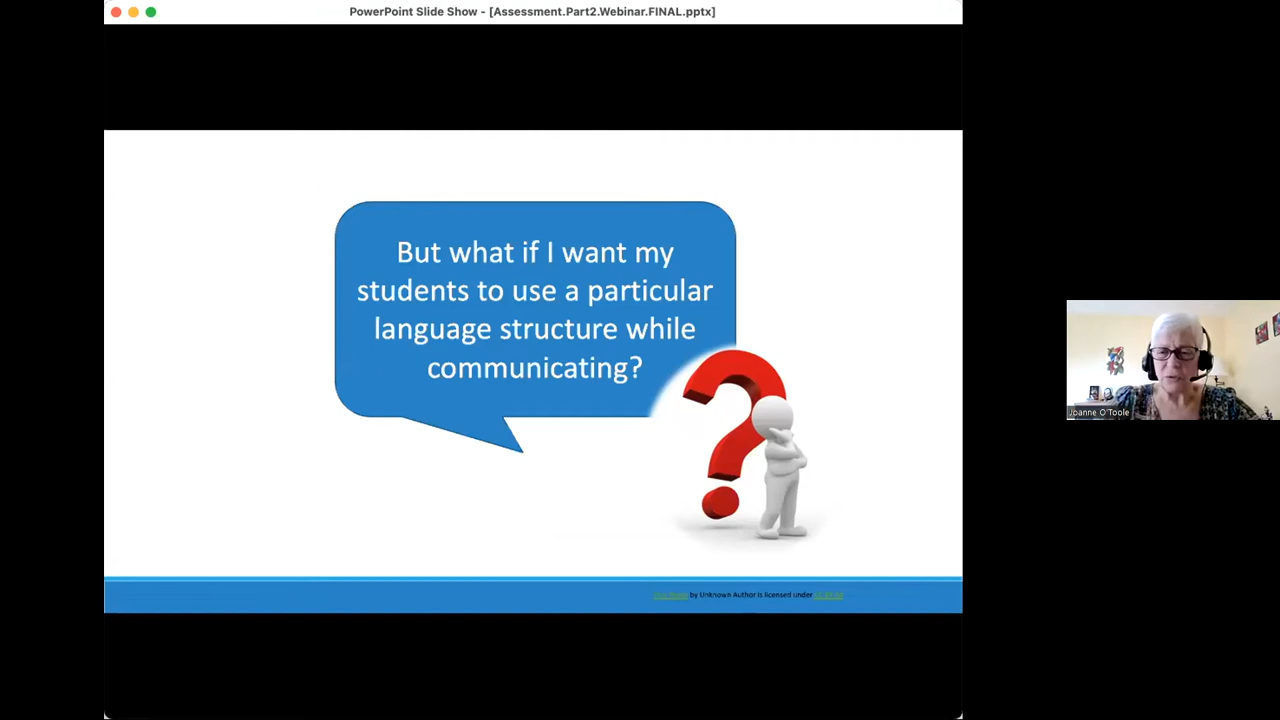 PowerPoint Slide Show - [Assessment.Part2.Webinar.FINAL.pptx]
But what if I want my
students to use a particular
language structure while
communicating?
Joanne O'Toole
by Unknown Author is licensed under